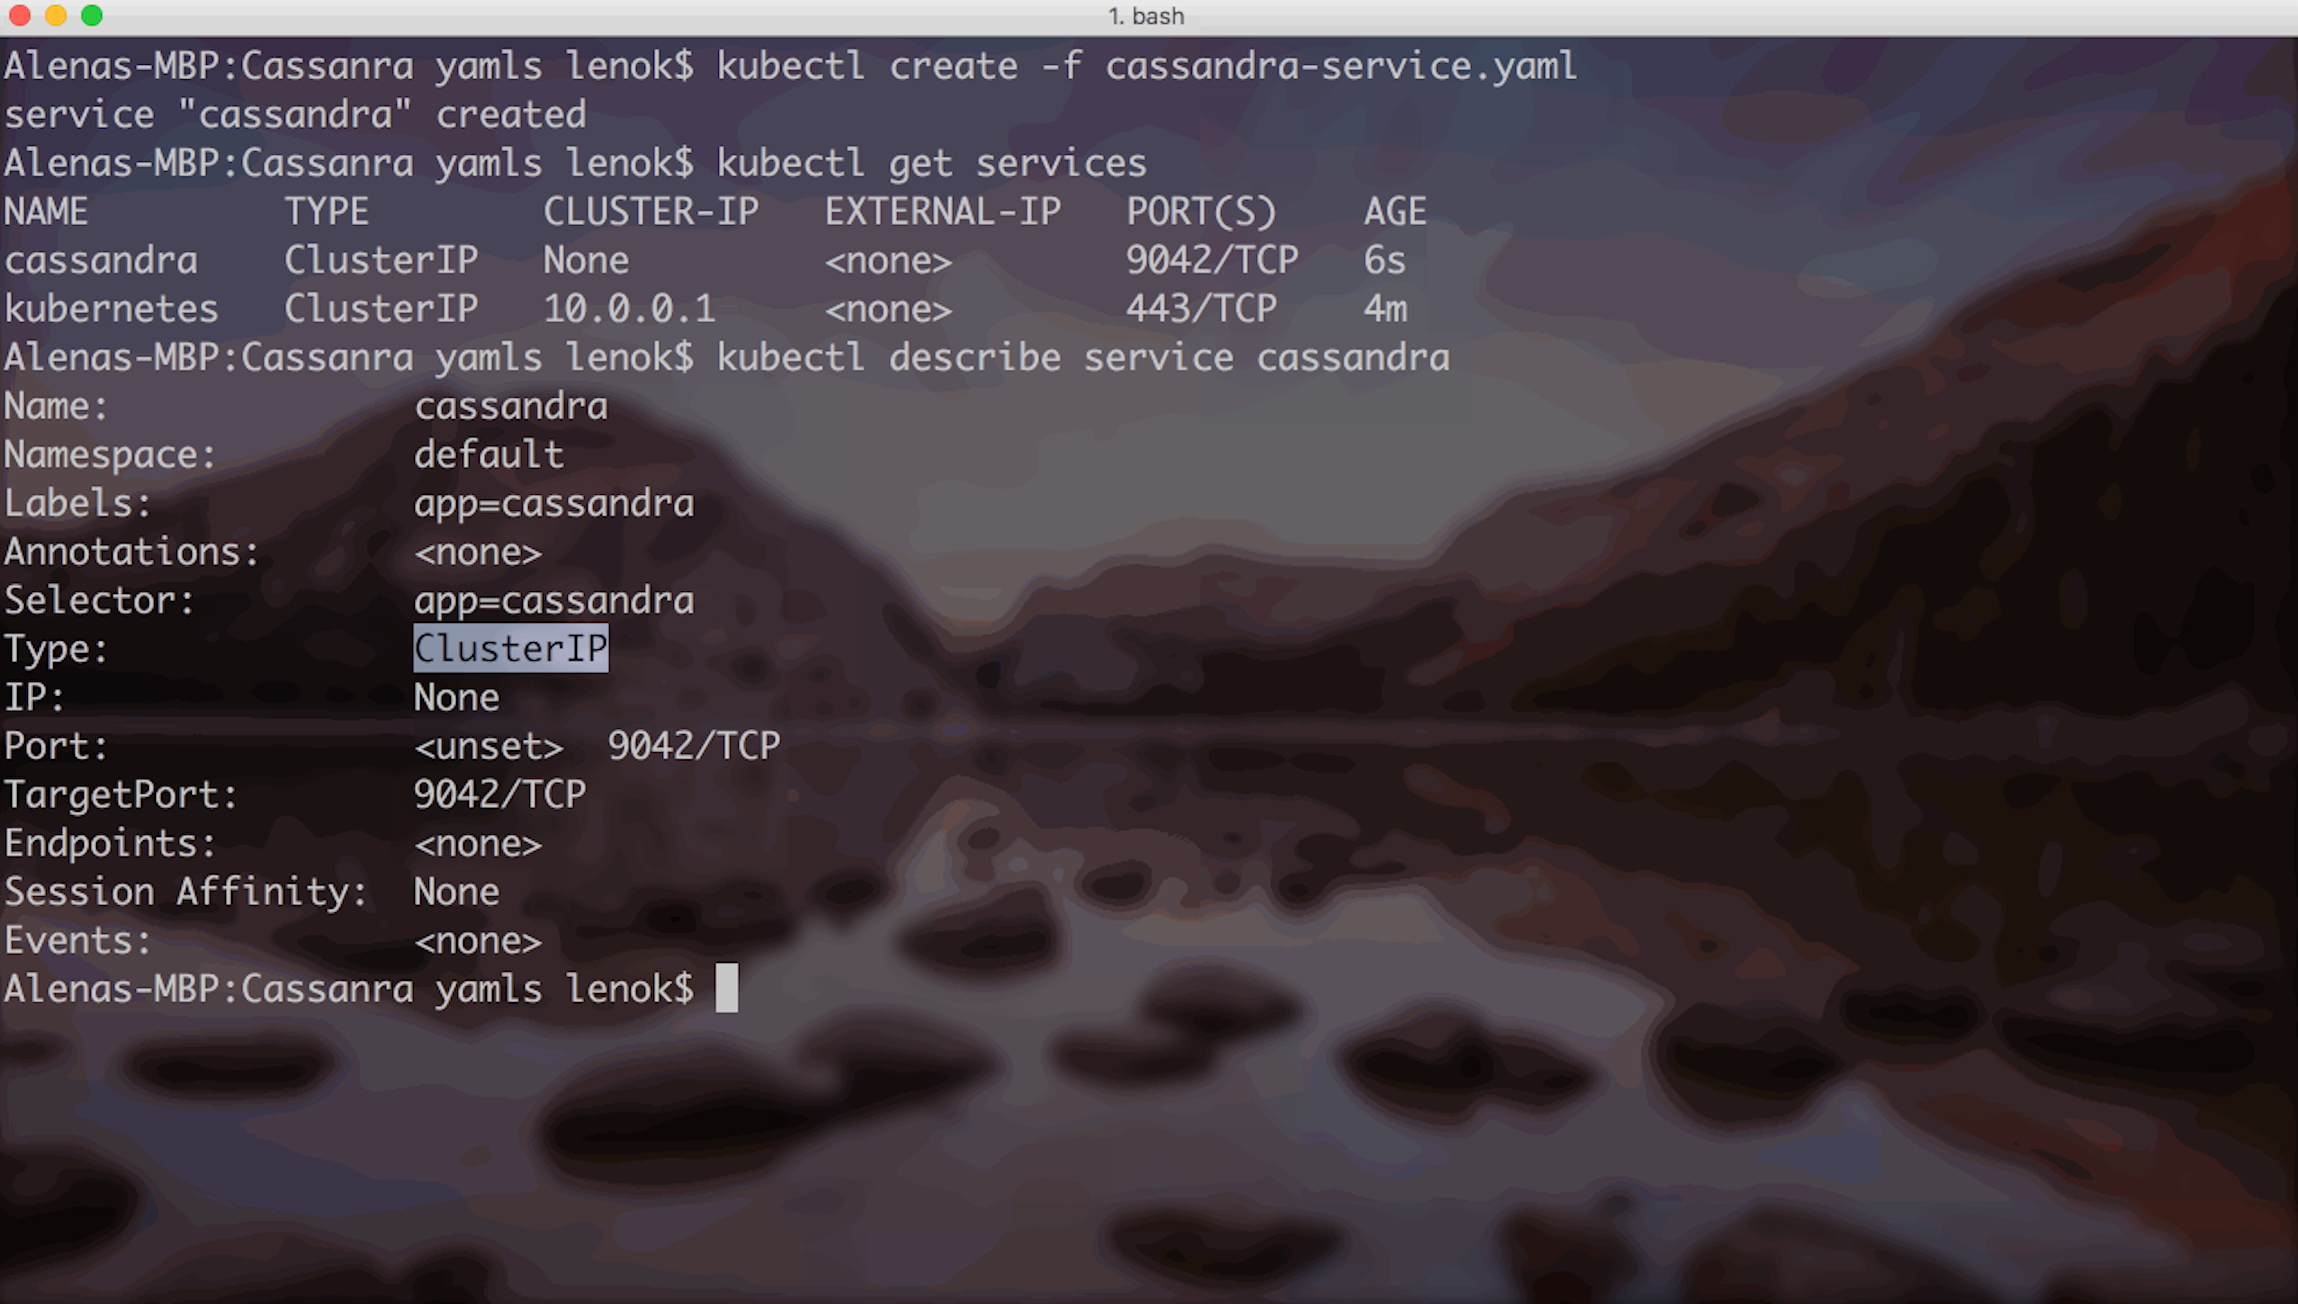 1. bash
Alenas-MBP:Cassanra yamls lenok$ kubectl create -f cassandra-service.yaml
service "cassandra" created
Alenas-MBP:Cassanra yamls lenok$ kubectl get services
NAME TYPE CLUSTER-IP EXTERNAL-IP PORT(S) AGE
cassandra ClusterIP None <none> 9042/TCP 6s
kubernetes ClusterIP 10.0.0.1 <none> 443/TCP 4m
Alenas-MBP:Cassanra yamls lenok$ kubectl describe service cassandra
Name: cassandra
Namespace: default
Labels: app=cassandra
Annotations: <none>
Selector: app=cassandra
Type: ClusterIP
IP: None
Port: <unset> 9042/TCP
TargetPort: 9042/TCP
Endpoints: <none>
Session Affinity: None
Events: <none>
Alenas-MBP:Cassanra yamls lenok$